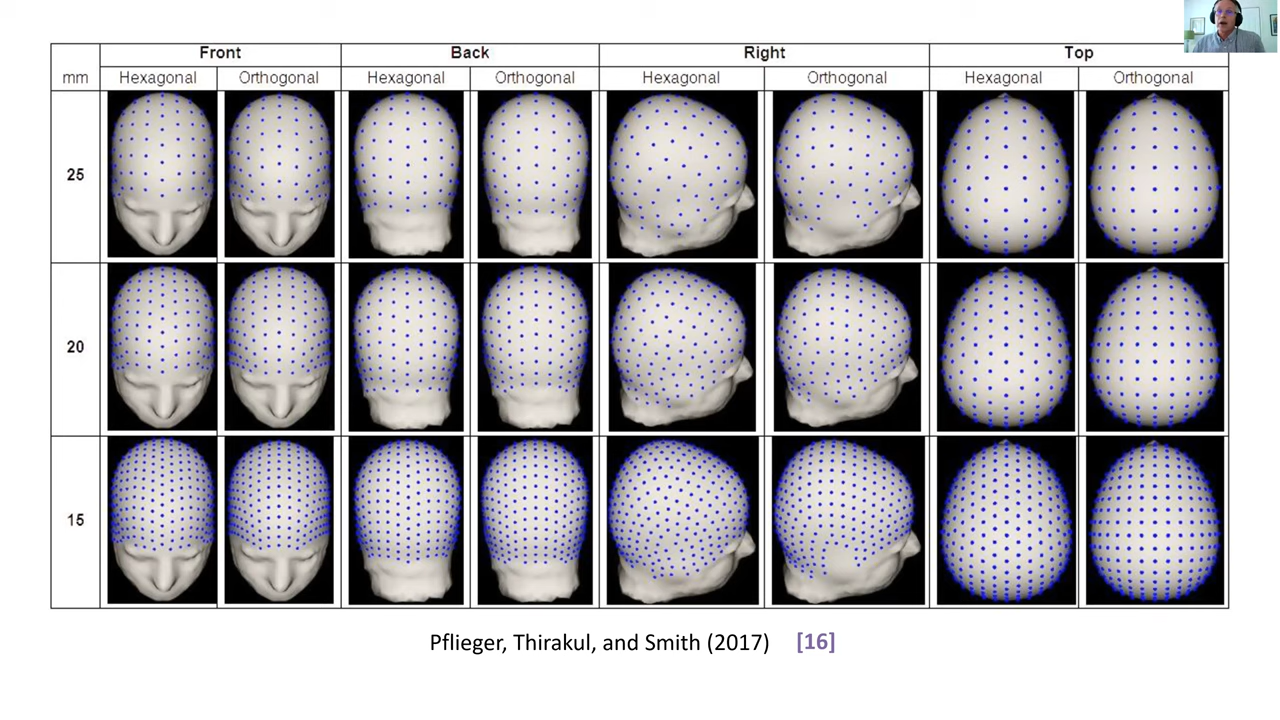 Front Back Right Top
mm Hexagonal Orthogonal Hexagonal Orthogonal Hexagonal Orthogonal Hexagonal Orthogonal
25
20
15
Pflieger, Thirakul, and Smith (2017) [16]